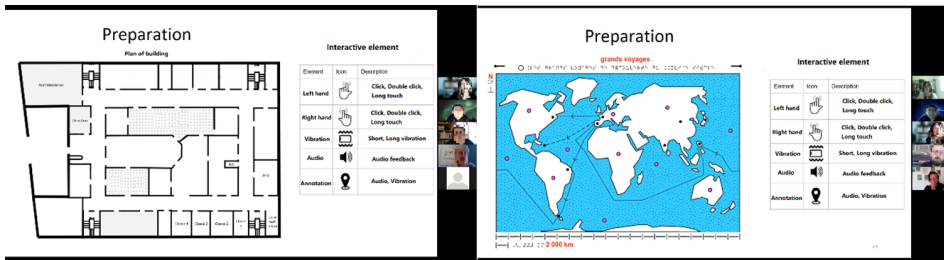 Preparation
Plan of building
Administration
Classe 4
Classe 3
Classe 2
Interactive element
Element Icon Description
Left hand Click, Double click,
Long touch
Right hand Click, Double click,
Long touch
Vibration Short, Long vibration
Audio Audio feedback
Annotation Audio, Vibration
Preparation
grands voyages
N
2 000 km
Interactive element
Element Icon Description
Left hand Click, Double click,
Long touch
Right hand Click, Double click,
Long touch
Vibration Short, Long vibration
Audio Audio feedback
Annotation Audio, Vibration